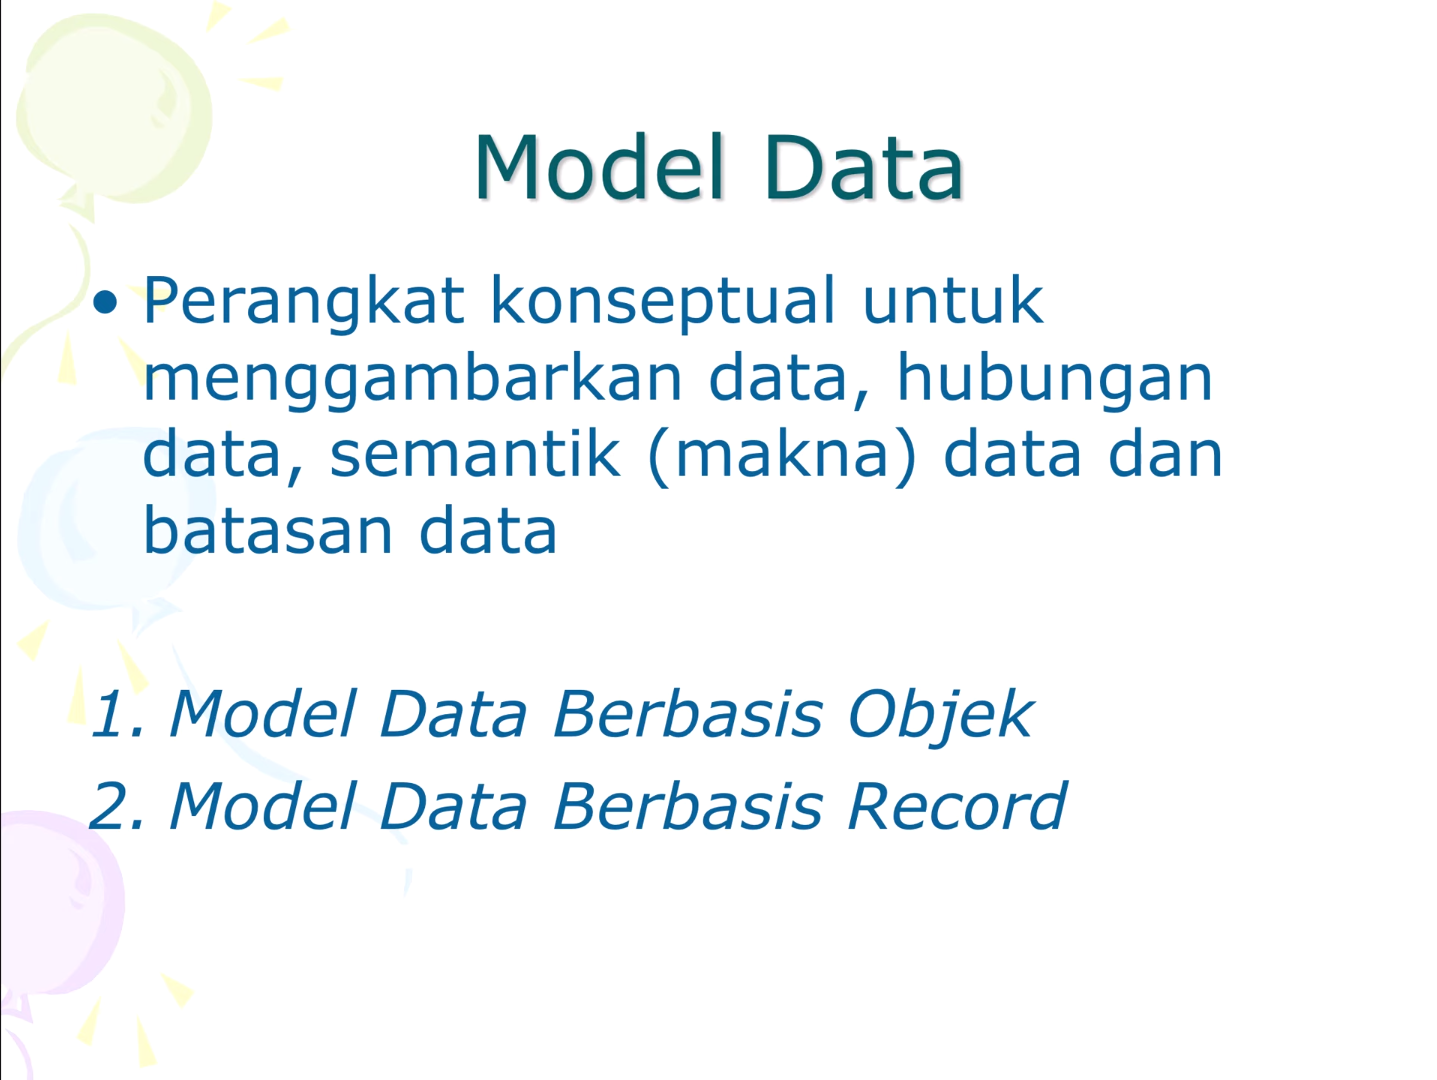 Model Data
• Perangkat konseptual untuk
menggambarkan data, hubungan
data, semantik (makna) data dan
batasan data
1. Model Data Berbasis Objek
2. Model Data Berbasis Record